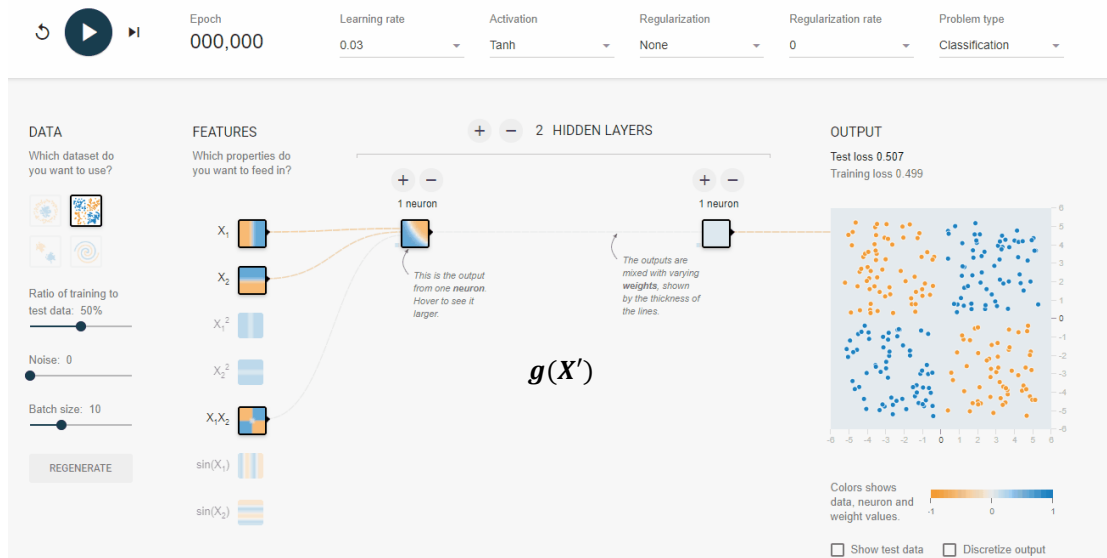 Epoch
000,000
Learning rate
0.03
Activation
Tanh
Regularization
None
Regularization rate
0
Problem type
Classification
DATA
Which dataset do
you want to use?
Ratio of training to
test data: 50%
Noise: 0
Batch size: 10
REGENERATE
FEATURES
Which properties do
you want to feed in?
X₁
X₂
X₁²
X₂²
X₁X₂
sin(X₁)
sin(X₂)
+ − 2 HIDDEN LAYERS
+ −
1 neuron
This is the output
from one neuron.
Hover to see it
larger.
+ −
1 neuron
The outputs are
mixed with varying
weights, shown
by the thickness of
the lines.
g(X′)
OUTPUT
Test loss 0.507
Training loss 0.499
6
5
4
3
2
1
0
-1
-2
-3
-4
-5
-6
-6 -5 -4 -3 -2 -1 0 1 2 3 4 5 6
Colors shows
data, neuron and
weight values.
-1 0 1
Show test data
Discretize output